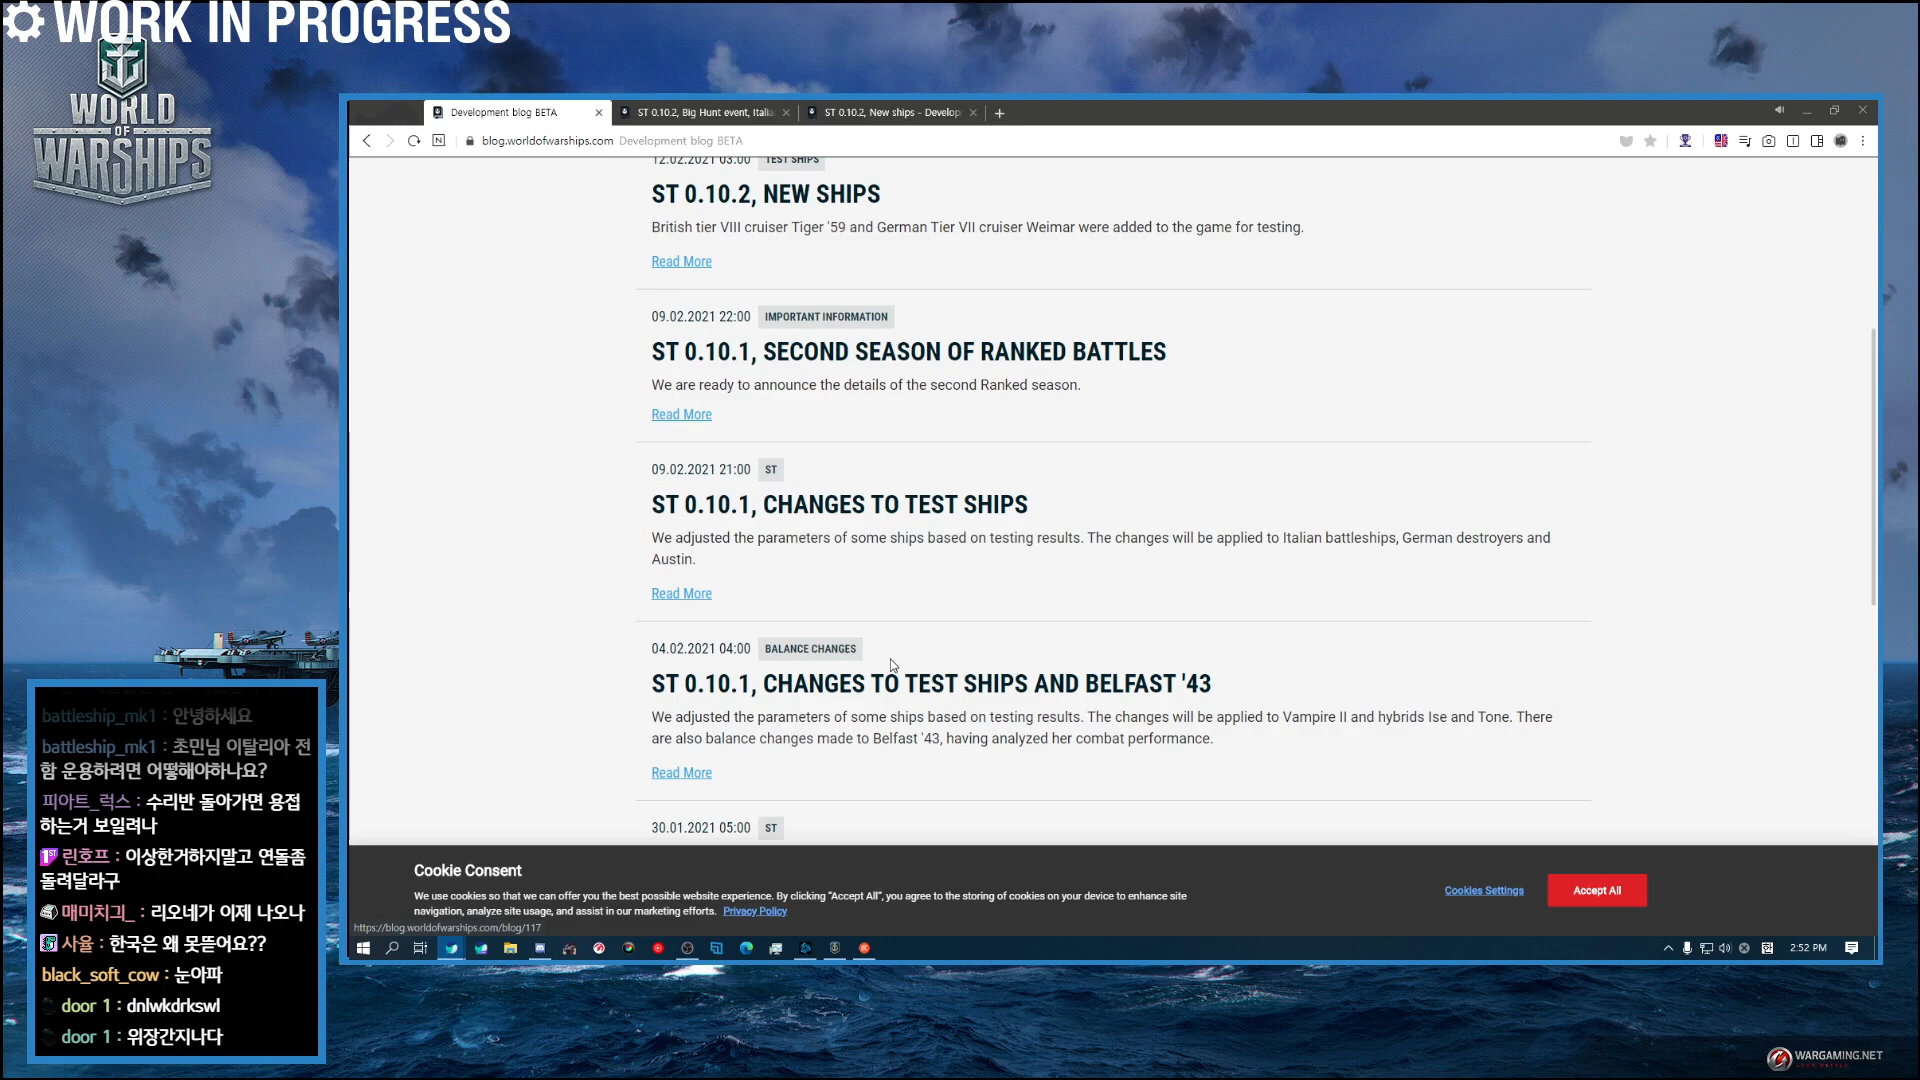 WORK IN PROGRESS
WORLD
OF
WARSHIPS
Development blog BETA
ST 0.10.2, Big Hunt event, Italia
ST 0.10.2, New ships - Develop
blog.worldofwarships.com Development blog BETA
12.02.2021 03:00 TEST SHIPS
ST 0.10.2, NEW SHIPS
British tier VIII cruiser Tiger '59 and German Tier VII cruiser Weimar were added to the game for testing.
Read More
09.02.2021 22:00 IMPORTANT INFORMATION
ST 0.10.1, SECOND SEASON OF RANKED BATTLES
We are ready to announce the details of the second Ranked season.
Read More
09.02.2021 21:00 ST
ST 0.10.1, CHANGES TO TEST SHIPS
We adjusted the parameters of some ships based on testing results. The changes will be applied to Italian battleships, German destroyers and
Austin.
Read More
04.02.2021 04:00 BALANCE CHANGES
ST 0.10.1, CHANGES TO TEST SHIPS AND BELFAST '43
We adjusted the parameters of some ships based on testing results. The changes will be applied to Vampire II and hybrids Ise and Tone. There
are also balance changes made to Belfast '43, having analyzed her combat performance.
Read More
30.01.2021 05:00 ST
Cookie Consent
We use cookies so that we can offer you the best possible website experience. By clicking “Accept All”, you agree to the storing of cookies on your device to enhance site
navigation, analyze site usage, and assist in our marketing efforts. Privacy Policy
Cookies Settings
Accept All
https://blog.worldofwarships.com/blog/117
2:52 PM
battleship_mk1 : 안녕하세요
battleship_mk1 : 초민님 이탈리아 전
함 운용하려면 어떻해야하나요?
피아트_럭스 : 수리반 돌아가면 용접
하는거 보일려나
린호프 : 이상한거하지말고 연돌좀
돌려달라구
매미치긔_ : 리오네가 이제 나오나
사율 : 한국은 왜 못뜯어요??
black_soft_cow : 눈아파
door 1 : dnlwkdrkswl
door 1 : 위장간지나다
WARGAMING.NET